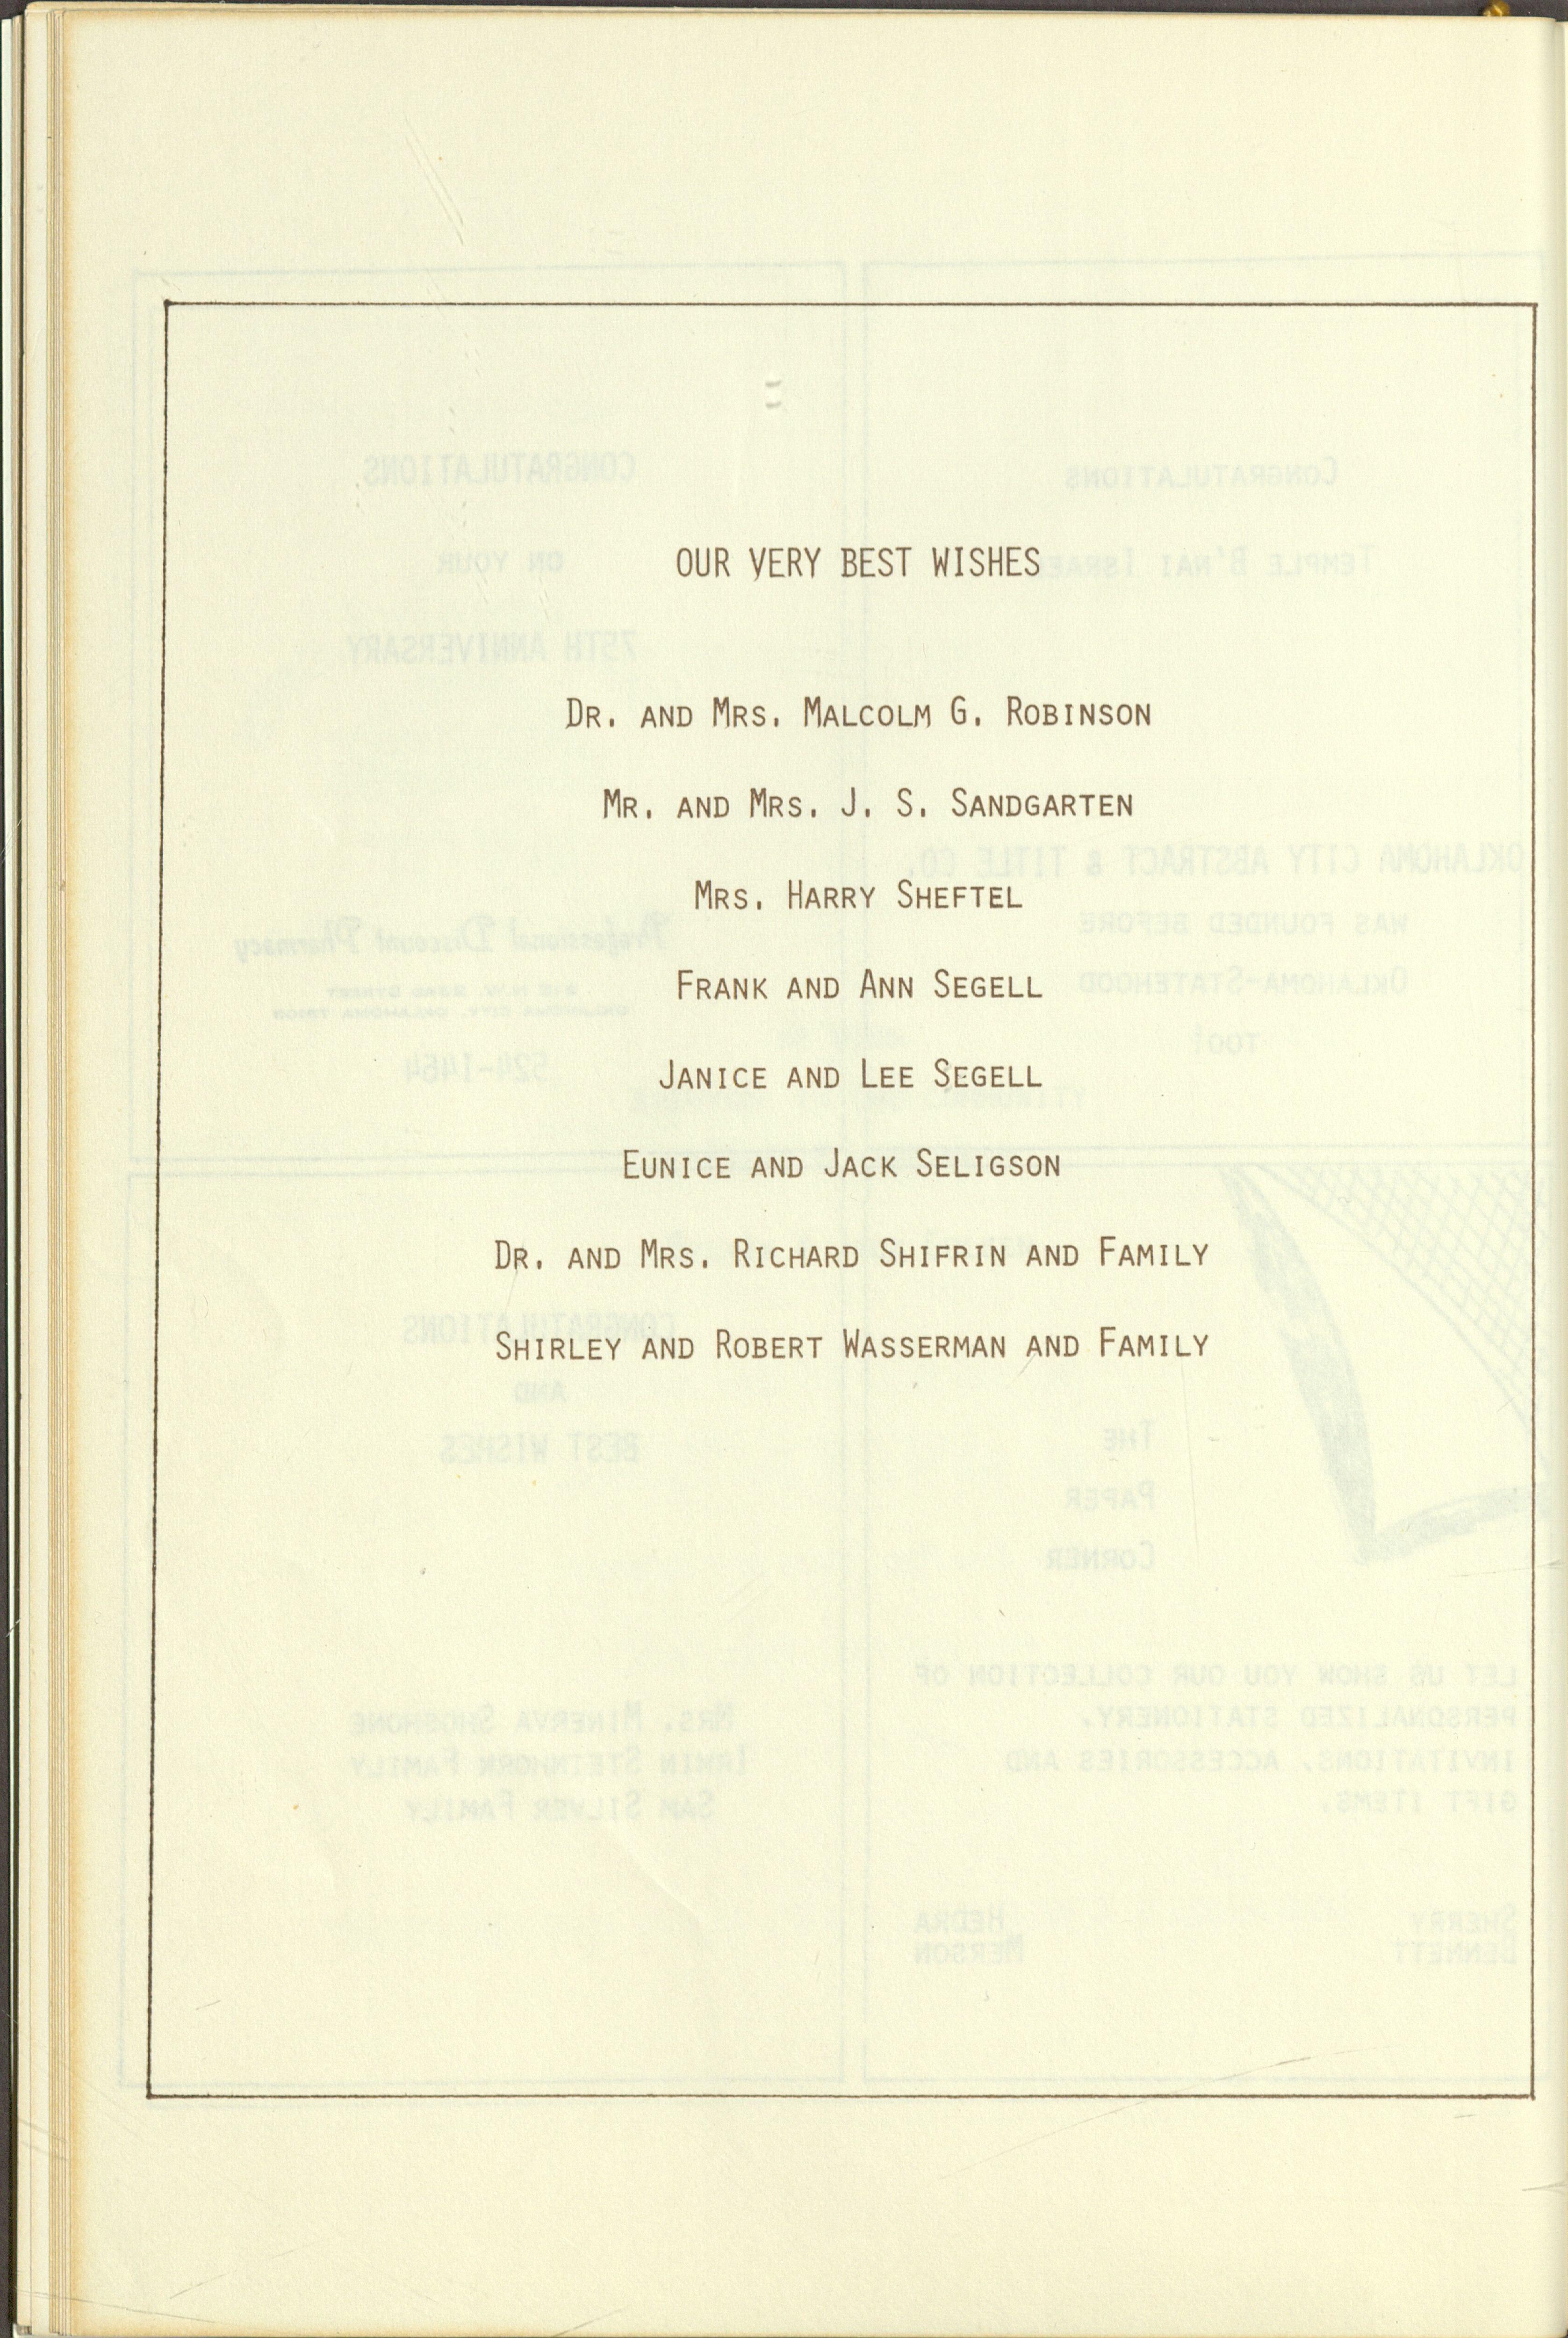 OUR VERY BEST WISHES
DR. AND MRS. MALCOLM G. ROBINSON
MR. AND MRS. J. S. SANDGARTEN
MRS. HARRY SHEFTEL
FRANK AND ANN SEGELL
JANICE AND LEE SEGELL
EUNICE AND JACK SELIGSON
DR. AND MRS. RICHARD SHIFRIN AND FAMILY
SHIRLEY AND ROBERT WASSERMAN AND FAMILY